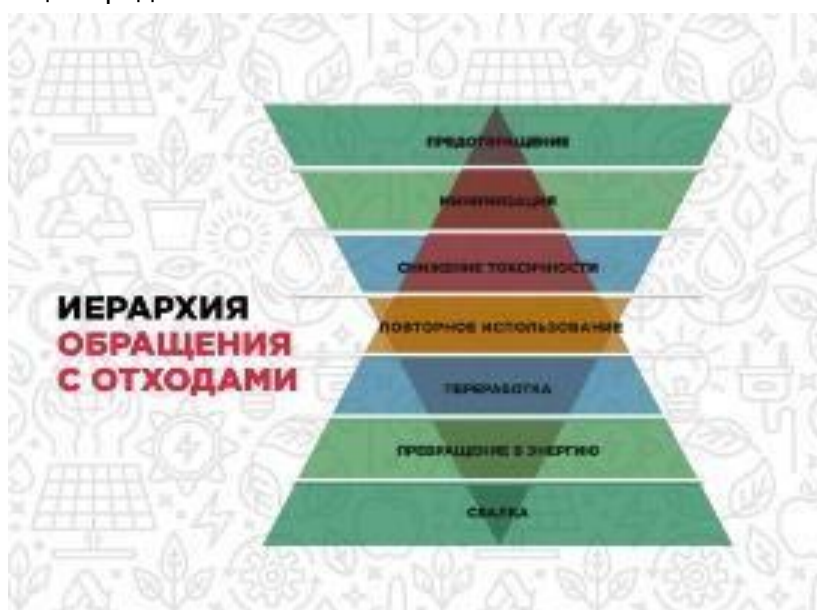 ИЕРАРХИЯ
ОБРАЩЕНИЯ
С ОТХОДАМИ
ПРЕДОТВРАЩЕНИЕ
МИНИМИЗАЦИЯ
СНИЖЕНИЕ ТОКСИЧНОСТИ
ПОВТОРНОЕ ИСПОЛЬЗОВАНИЕ
ПЕРЕРАБОТКА
ПРЕВРАЩЕНИЕ В ЭНЕРГИЮ
СВАЛКА